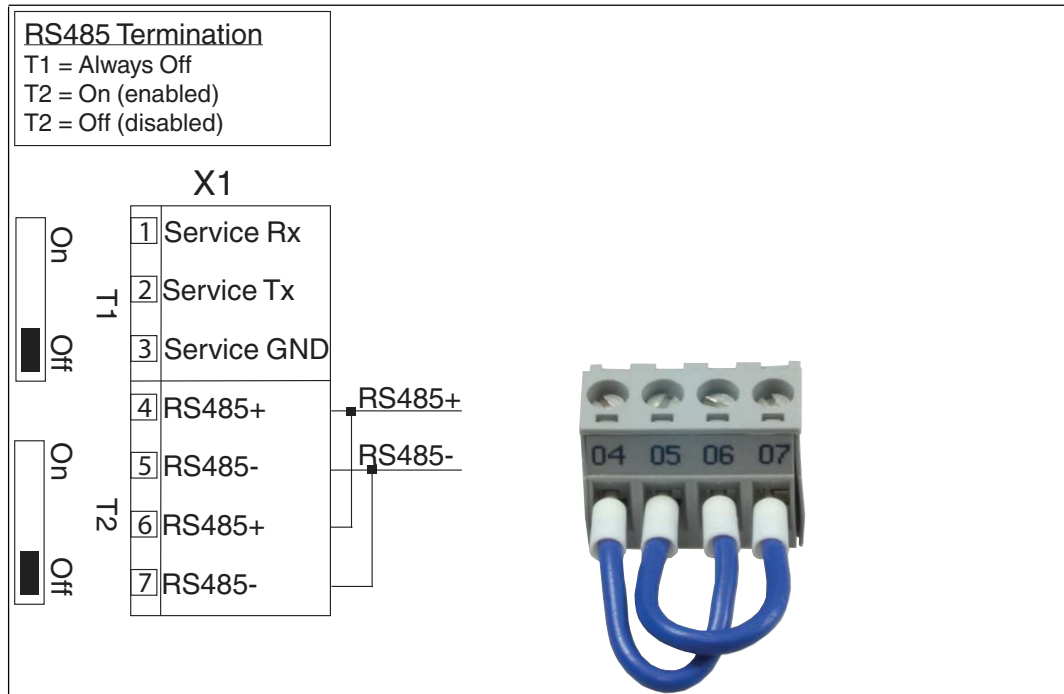 RS485 Termination
T1 = Always Off
T2 = On (enabled)
T2 = Off (disabled)
X1
On
Off
T1
1 Service Rx
2 Service Tx
3 Service GND
4 RS485+
5 RS485-
6 RS485+
7 RS485-
On
Off
T2
RS485+
RS485-
04 05 06 07